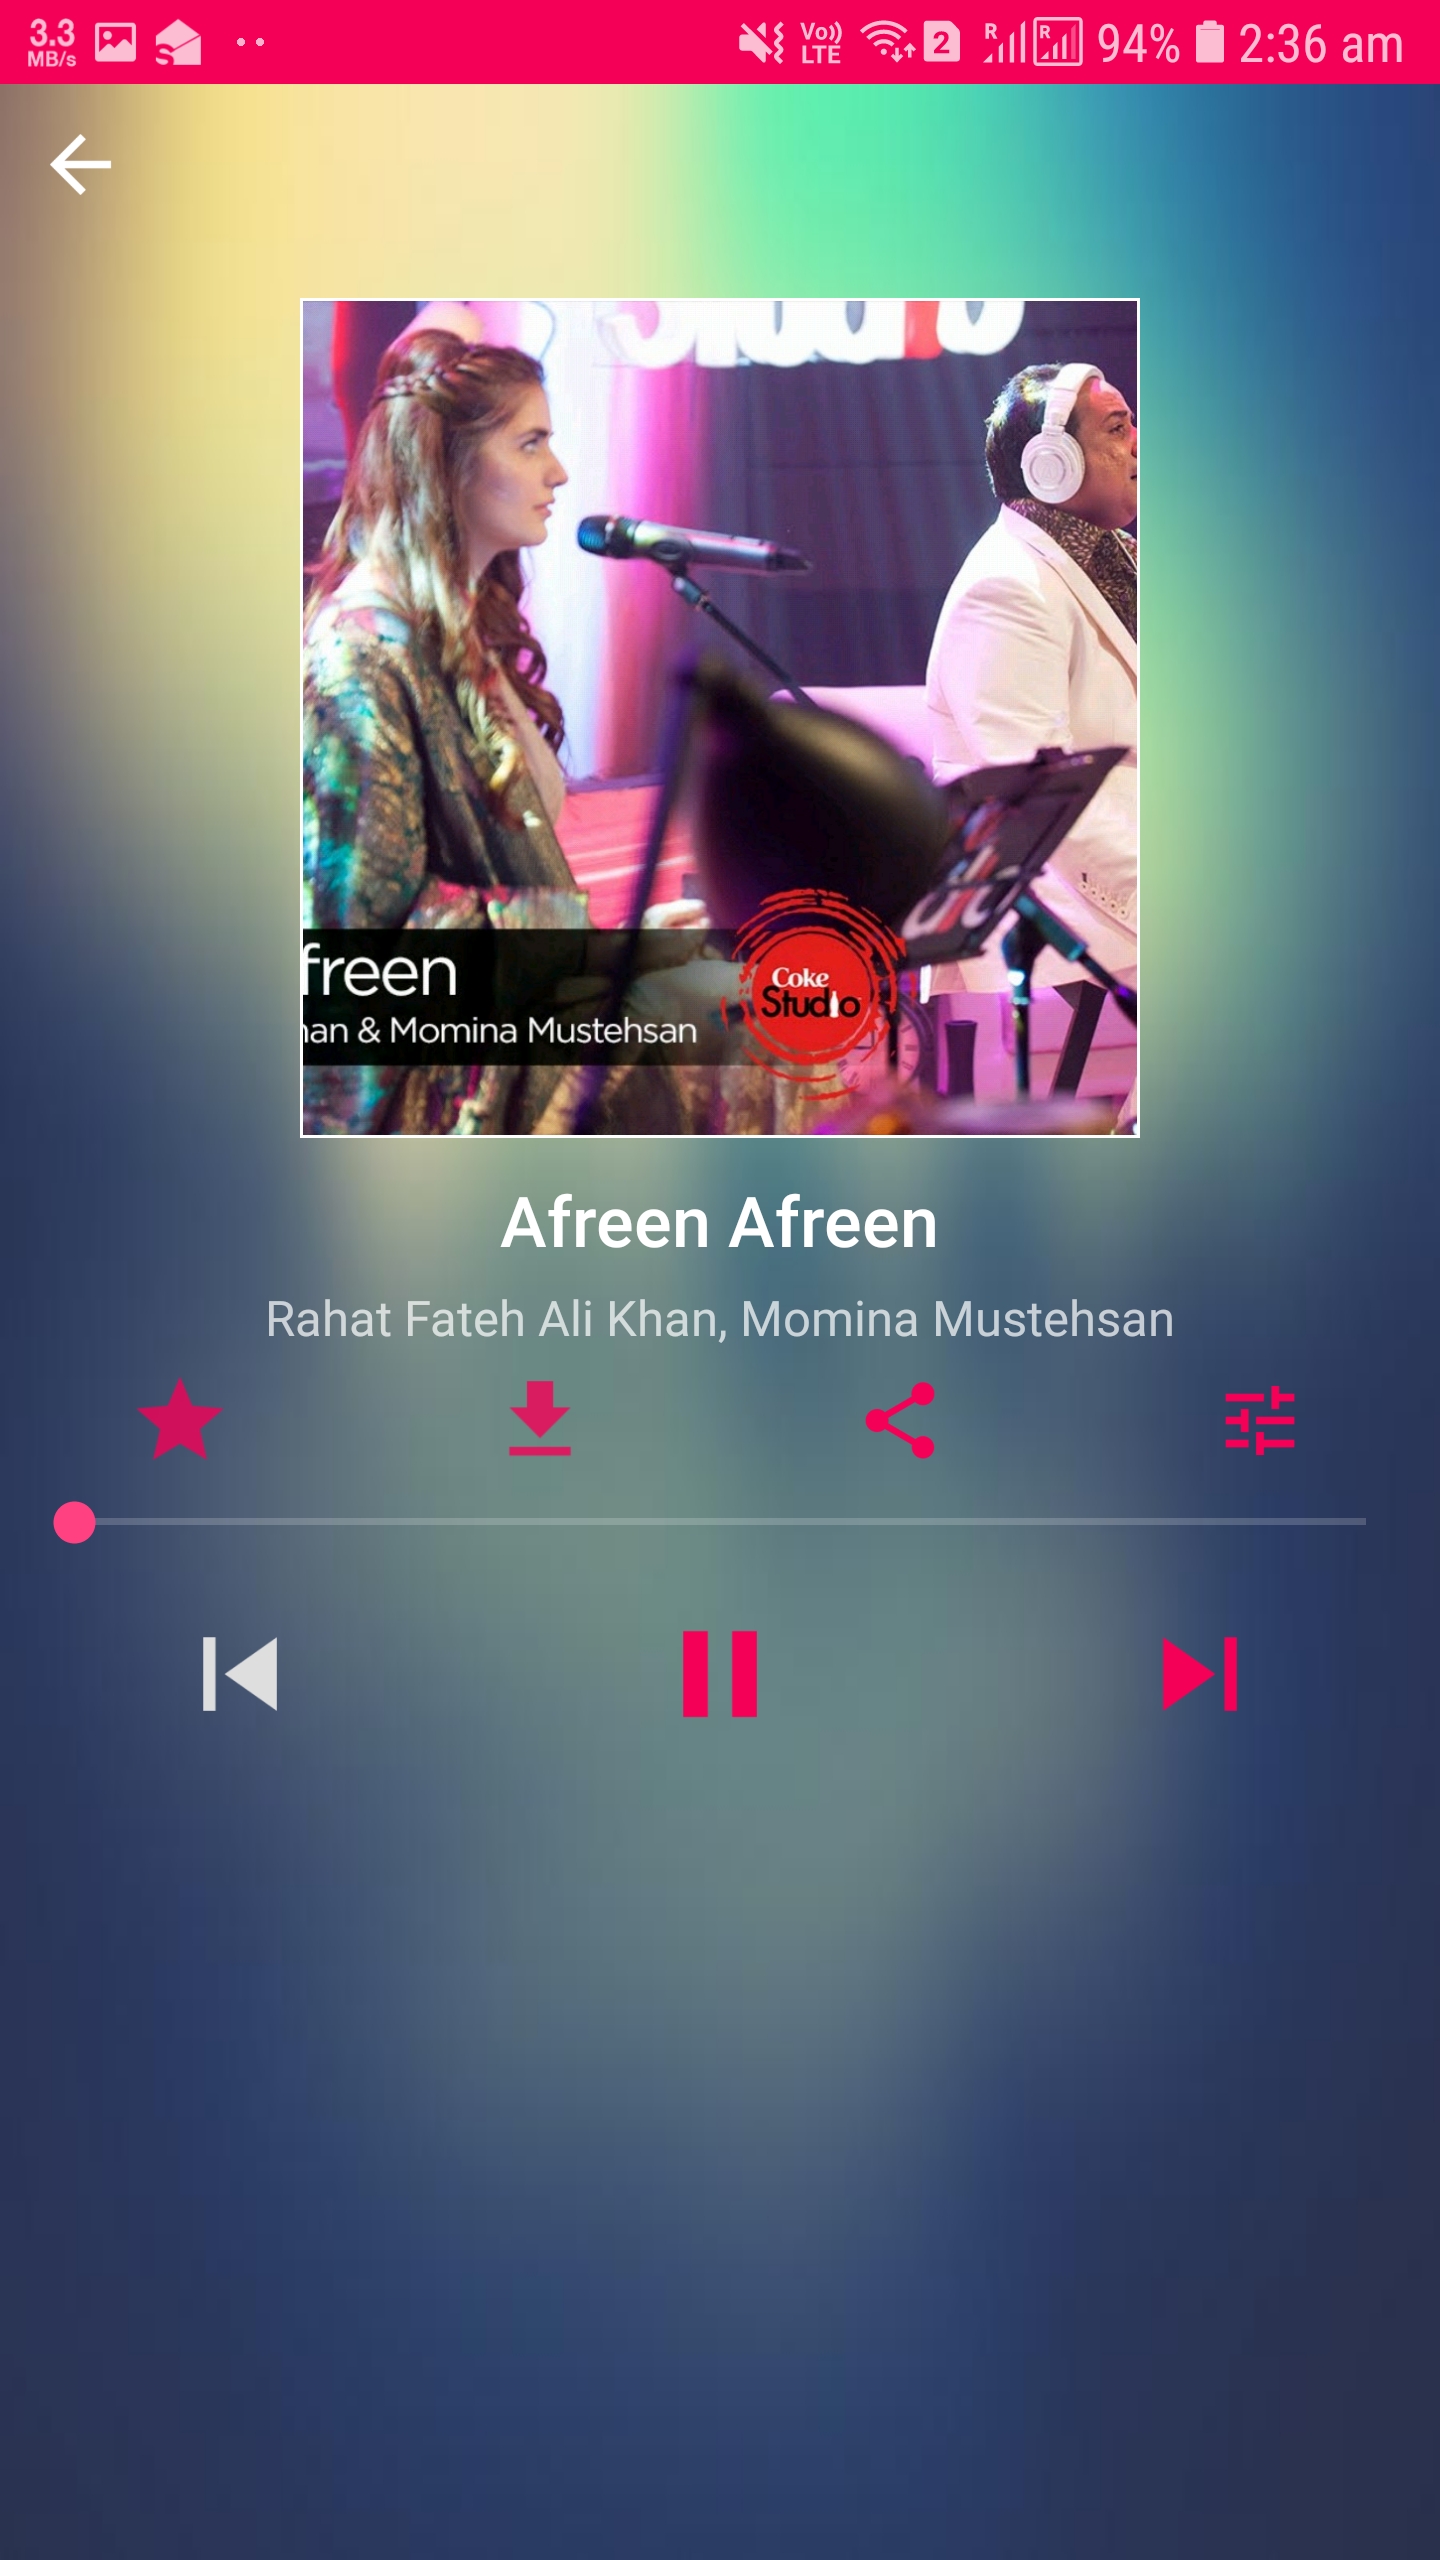 3.3
MB/s
Vo))
LTE
2
R
R
94%
2:36 am
freen
an & Momina Mustehsan
Coke
Studio
Afreen Afreen
Rahat Fateh Ali Khan, Momina Mustehsan